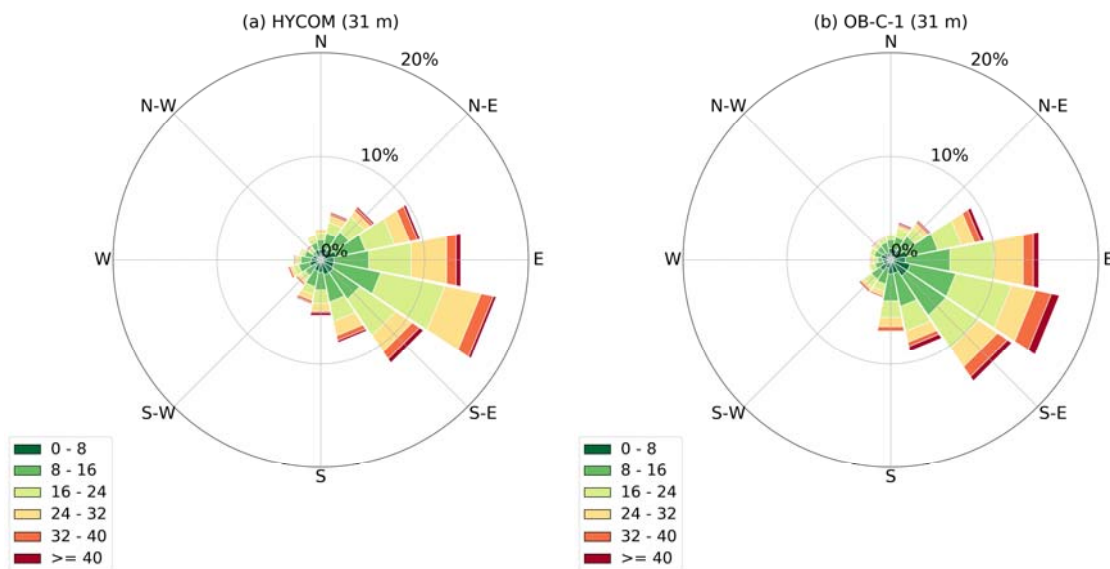 (a) HYCOM (31 m)
N
20%
N-W
N-E
10%
0%
W
E
S-W
S-E
S
0 - 8
8 - 16
16 - 24
24 - 32
32 - 40
>= 40
(b) OB-C-1 (31 m)
N
20%
N-W
N-E
10%
0%
W
E
S-W
S-E
S
0 - 8
8 - 16
16 - 24
24 - 32
32 - 40
>= 40